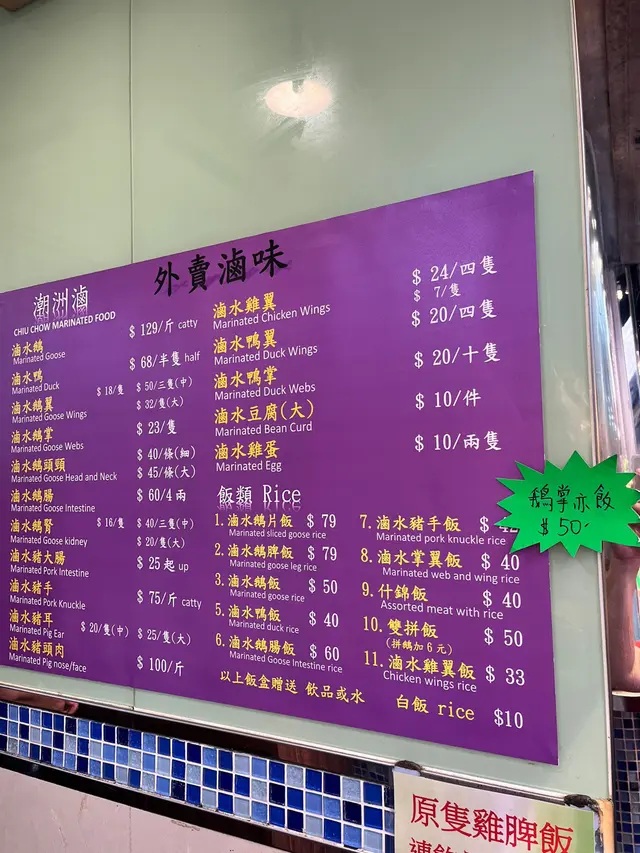 外賣滷味
潮洲滷
CHIU CHOW MARINATED FOOD
滷水鵝 $ 129/斤 catty
Marinated Goose
滷水鴨 $ 68/半隻 half
Marinated Duck
滷水鵝翼 $ 18/隻 $ 50/三隻(中)
Marinated Goose Wings $ 32/隻(大)
滷水鵝掌 $ 23/隻
Marinated Goose Webs
滷水鵝頭頸 $ 40/條(細)
Marinated Goose Head and Neck $ 45/條(大)
滷水鵝腸 $ 60/4兩
Marinated Goose Intestine
滷水鵝腎 $ 16/隻 $ 40/三隻(中)
Marinated Goose kidney $ 20/隻(大)
滷水豬大腸 $ 25起 up
Marinated Pork Intestine
滷水豬手 $ 75/斤 catty
Marinated Pork Knuckle
滷水豬耳 $ 20/隻(中) $ 25/隻(大)
Marinated Pig Ear
滷水豬頭肉 $ 100/斤
Marinated Pig nose/face
滷水雞翼 $ 24/四隻
Marinated Chicken Wings $ 7/隻
滷水鴨翼 $ 20/四隻
Marinated Duck Wings
滷水鴨掌 $ 20/十隻
Marinated Duck Webs
滷水豆腐(大) $ 10/件
Marinated Bean Curd
滷水雞蛋 $ 10/兩隻
Marinated Egg
飯類 Rice
1. 滷水鵝片飯 $ 79
Marinated sliced goose rice
2. 滷水鵝脾飯 $ 79
Marinated goose leg rice
3. 滷水鵝飯 $ 50
Marinated goose rice
5. 滷水鴨飯 $ 40
Marinated duck rice
6. 滷水鵝腸飯 $ 60
Marinated Goose Intestine rice
7. 滷水豬手飯 $
Marinated pork knuckle rice
8. 滷水掌翼飯 $ 40
Marinated web and wing rice
9. 什錦飯 $ 40
Assorted meat with rice
10. 雙拼飯 $ 50
(拼鵝加6元)
11. 滷水雞翼飯 $ 33
Chicken wings rice
以上飯盒贈送 飲品或水
白飯 rice $10
鵝掌亦飯
$50-
原隻雞脾飯